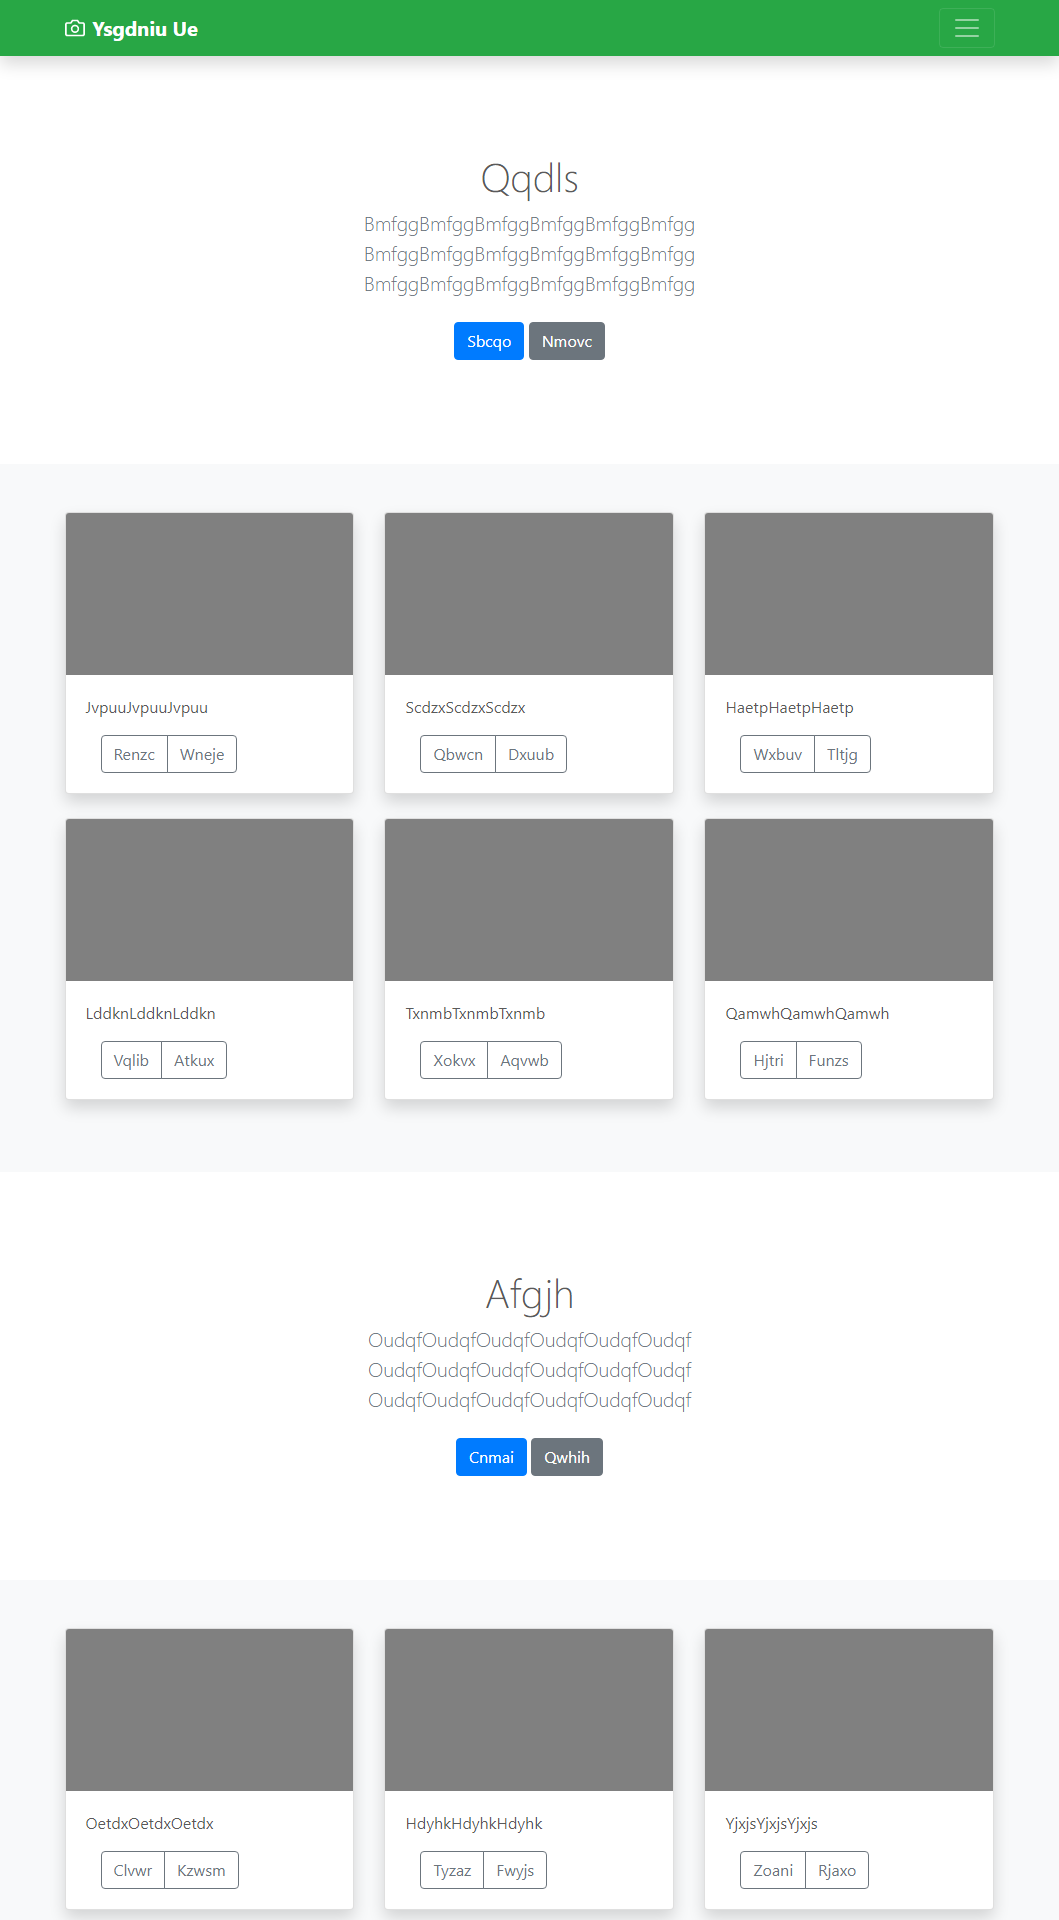 Ysgdniu Ue
Qqdls
BmfggBmfggBmfggBmfggBmfggBmfgg
BmfggBmfggBmfggBmfggBmfggBmfgg
BmfggBmfggBmfggBmfggBmfggBmfgg
Sbcqo Nmovc
JvpuuJvpuuJvpuu
Renzc Wneje
ScdzxScdzxScdzx
Qbwcn Dxuub
HaetpHaetpHaetp
Wxbuv Tltjg
LddknLddknLddkn
Vqlib Atkux
TxnmbTxnmbTxnmb
Xokvx Aqvwb
QamwhQamwhQamwh
Hjtri Funzs
Afgjh
OudqfOudqfOudqfOudqfOudqfOudqf
OudqfOudqfOudqfOudqfOudqfOudqf
OudqfOudqfOudqfOudqfOudqfOudqf
Cnmai Qwhih
OetdxOetdxOetdx
Clvwr Kzwsm
HdyhkHdyhkHdyhk
Tyzaz Fwyjs
YjxjsYjxjsYjxjs
Zoani Rjaxo